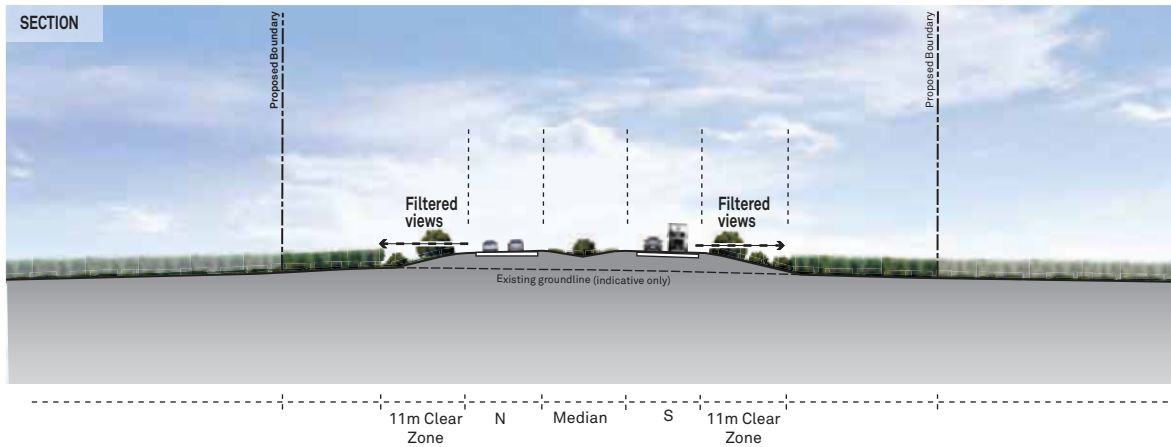 SECTION
Proposed Boundary
Proposed Boundary
Filtered
views
Filtered
views
Existing groundline (indicative only)
11m Clear
Zone
N
Median
S
11m Clear
Zone